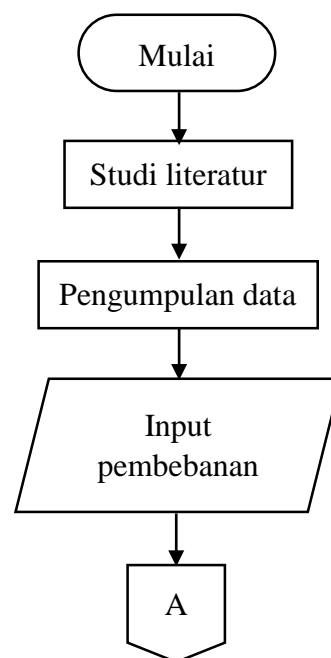 Mulai
Studi literatur
Pengumpulan data
Input
pembebanan
A